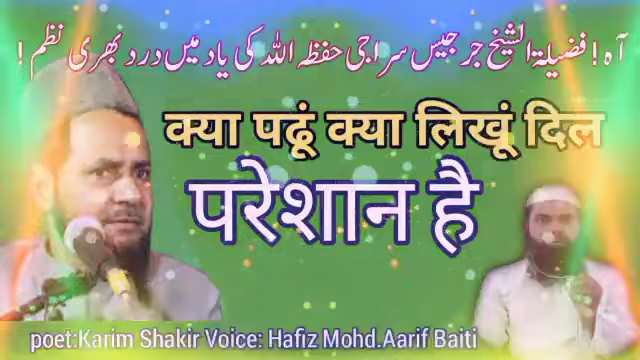 آہ! فضیلۃ الشیخ جرجیس سراجی حفظہ اللہ کی یاد میں درد بھری نظم!
क्या पढूं क्या लिखूं दिल
परेशान है
poet:Karim Shakir Voice: Hafiz Mohd.Aarif Baiti